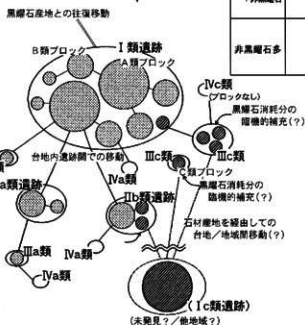 黒曜石産地との往復移動
非黒曜石多
Ⅰ類遺跡
B類ブロック
A類ブロック
Ⅳc類
(ブロックなし)
黒曜石消耗分の
臨機的補充(?)
台地内遺跡間での移動
Ⅲc類
Ⅲc類
C類ブロック
Ⅳa類
黒曜石消耗分の
臨機的補充(?)
a類遺跡
Ⅱb類遺跡
石材産地を経由しての
台地/地域間移動(?)
Ⅲa類
Ⅳa類
Ⅳa類
(Ⅰc類遺跡)
(未発見?/他地域?)